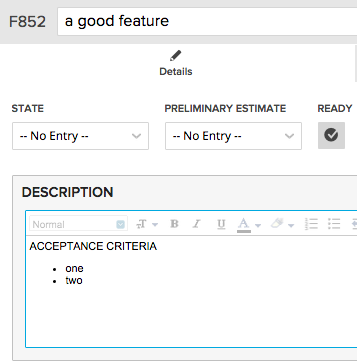 F852 a good feature
Details
STATE PRELIMINARY ESTIMATE READY
-- No Entry -- -- No Entry --
DESCRIPTION
Normal T B I U A
ACCEPTANCE CRITERIA
• one
• two